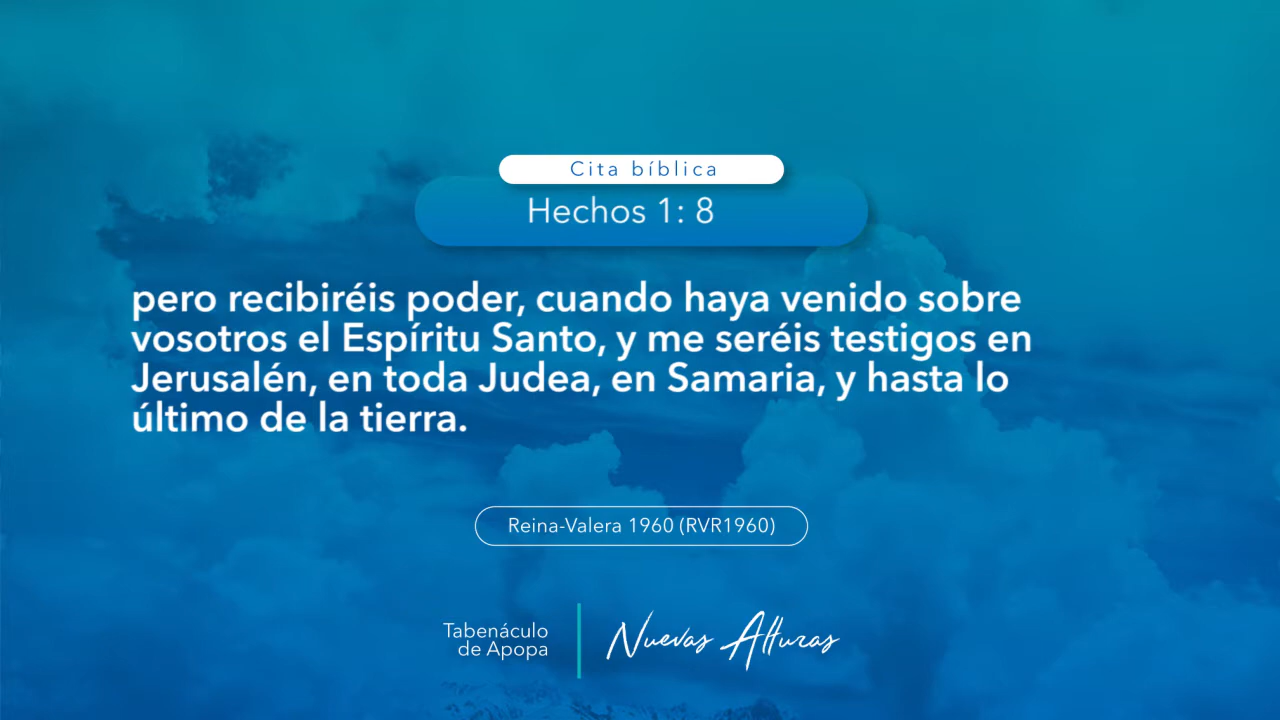 Cita bíblica
Hechos 1: 8
pero recibiréis poder, cuando haya venido sobre
vosotros el Espíritu Santo, y me seréis testigos en
Jerusalén, en toda Judea, en Samaria, y hasta lo
último de la tierra.
Reina-Valera 1960 (RVR1960)
Tabenáculo
de Apopa
Nuevas Alturas